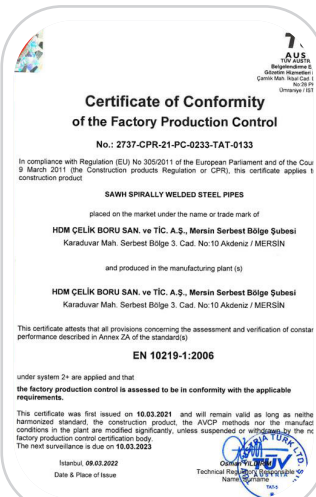 AUS
TÜV AUSTR
Belgelendirme E
Gözetim Hizmetleri
Çamlık Mah. İkbal Cad.
No:26 P
Ümraniye / İST
Certificate of Conformity
of the Factory Production Control
No.: 2737-CPR-21-PC-0233-TAT-0133
In compliance with Regulation (EU) No 305/2011 of the European Parliament and of the Cou
9 March 2011 (the Construction products Regulation or CPR), this certificate applies t
construction product
SAWH SPIRALLY WELDED STEEL PIPES
placed on the market under the name or trade mark of
HDM ÇELİK BORU SAN. ve TİC. A.Ş., Mersin Serbest Bölge Şubesi
Karaduvar Mah. Serbest Bölge 3. Cad. No:10 Akdeniz / MERSİN
and produced in the manufacturing plant (s)
HDM ÇELİK BORU SAN. ve TİC. A.Ş., Mersin Serbest Bölge Şubesi
Karaduvar Mah. Serbest Bölge 3. Cad. No:10 Akdeniz / MERSİN
This certificate attests that all provisions concerning the assessment and verification of constan
performance described in Annex ZA of the standard(s)
EN 10219-1:2006
under system 2+ are applied and that
the factory production control is assessed to be in conformity with the applicable
requirements.
This certificate was first issued on 10.03.2021 and will remain valid as long as neithe
harmonized standard, the construction product, the AVCP methods nor the manufact
conditions in the plant are modified significantly, unless suspended or withdrawn by the no
factory production control certification body.
The next surveillance is due on 10.03.2023
İstanbul, 09.03.2022
Date & Place of Issue
Osman YILDIRIM
Technical Regulatory Responsible
Name Surname
TÜV